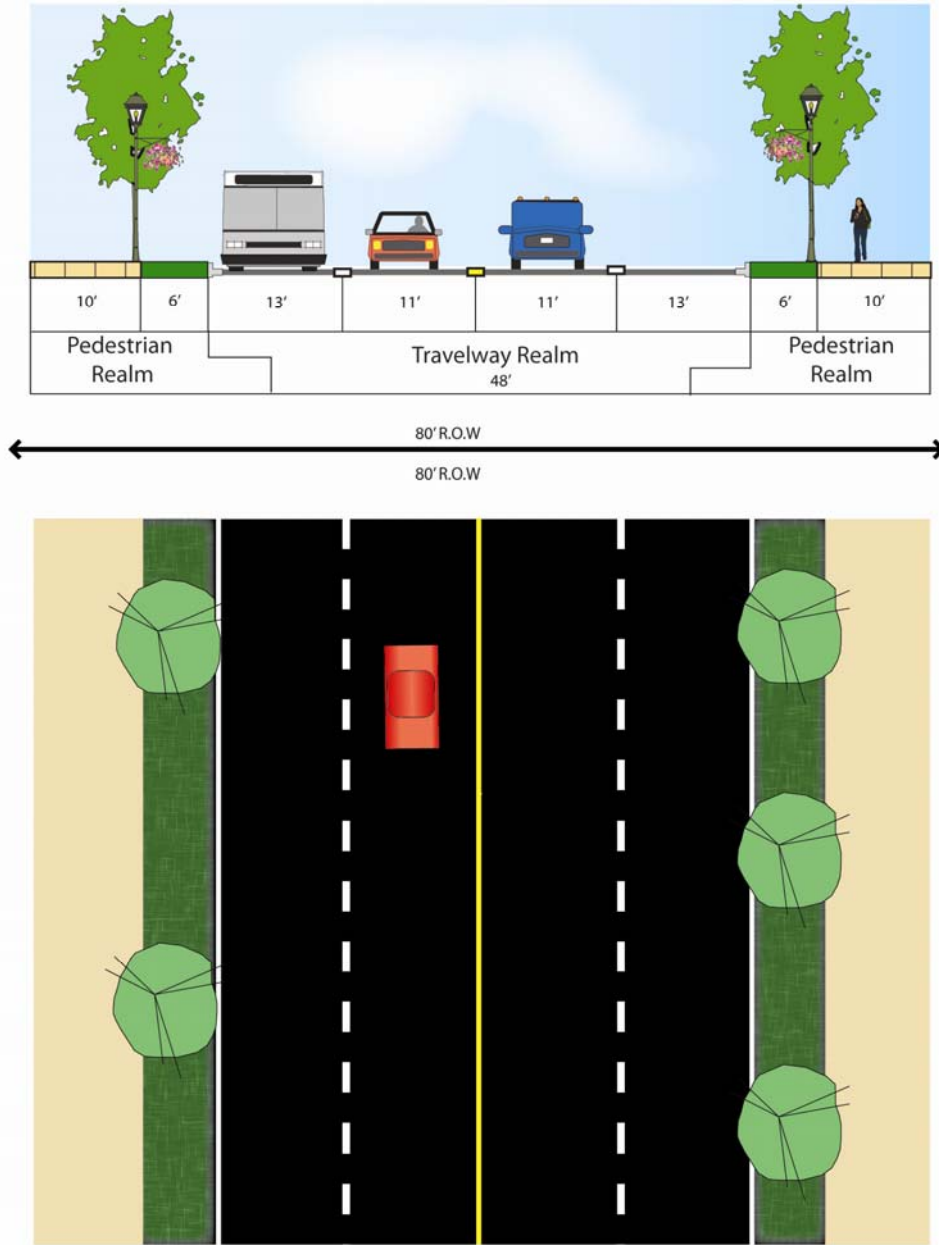 10' 6' 13' 11' 11' 13' 6' 10'
Pedestrian Realm
Travelway Realm
48'
Pedestrian Realm
80' R.O.W
80' R.O.W